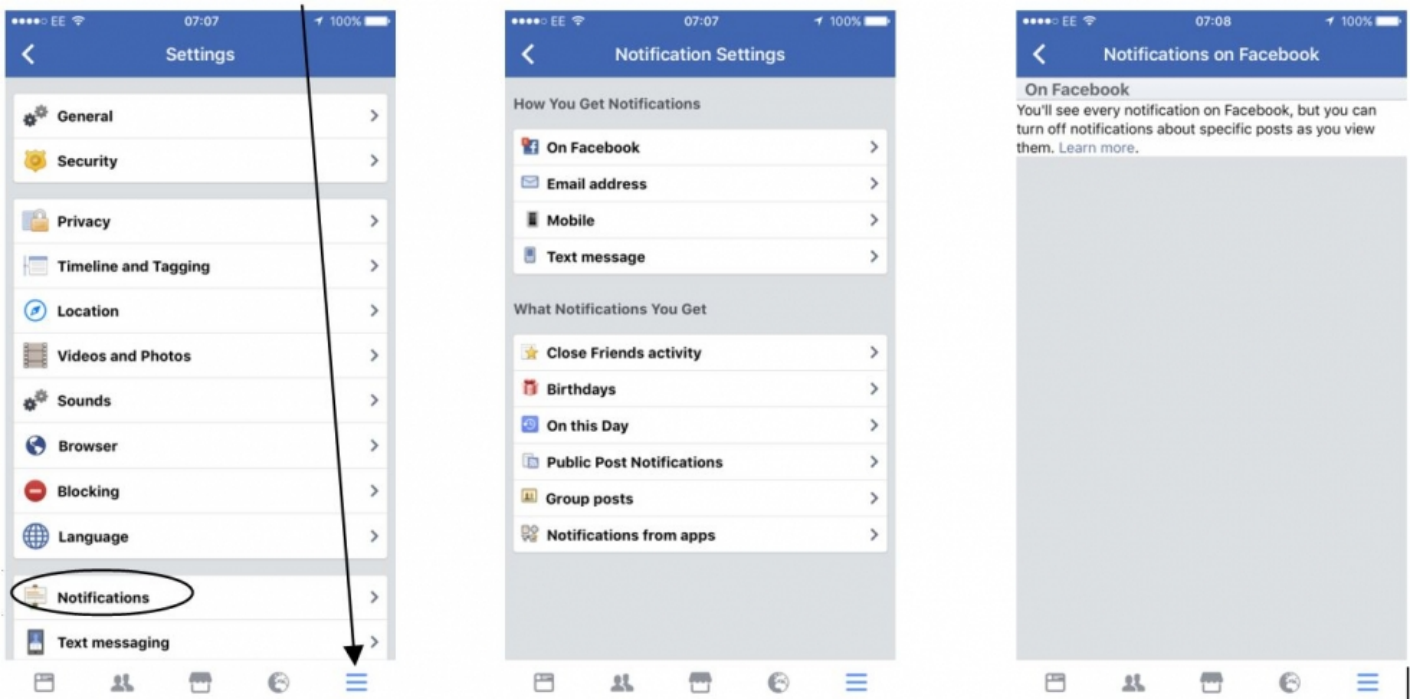 EE 07:07 100%
Settings
General
Security
Privacy
Timeline and Tagging
Location
Videos and Photos
Sounds
Browser
Blocking
Language
Notifications
Text messaging
EE 07:07 100%
Notification Settings
How You Get Notifications
On Facebook
Email address
Mobile
Text message
What Notifications You Get
Close Friends activity
Birthdays
On this Day
Public Post Notifications
Group posts
Notifications from apps
EE 07:08 100%
Notifications on Facebook
On Facebook
You'll see every notification on Facebook, but you can
turn off notifications about specific posts as you view
them. Learn more.